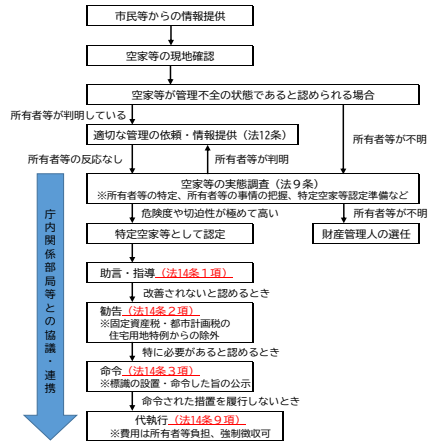 市民等からの情報提供
空家等の現地確認
空家等が管理不全の状態であると認められる場合
所有者等が判明している
適切な管理の依頼・情報提供（法12条）
所有者等が不明
所有者等の反応なし
所有者等が判明
空家等の実態調査（法９条）
※所有者等の特定、所有者等の事情の把握、特定空家等認定準備など
危険度や切迫性が極めて高い
所有者等が不明
特定空家等として認定
財産管理人の選任
助言・指導（法14条１項）
改善されないと認めるとき
勧告（法14条２項）
※固定資産税・都市計画税の
住宅用地特例からの除外
特に必要があると認めるとき
命令（法14条３項）
※標識の設置・命令した旨の公示
命令された措置を履行しないとき
代執行（法14条９項）
※費用は所有者等負担、強制徴収可
庁内関係部局等との協議・連携